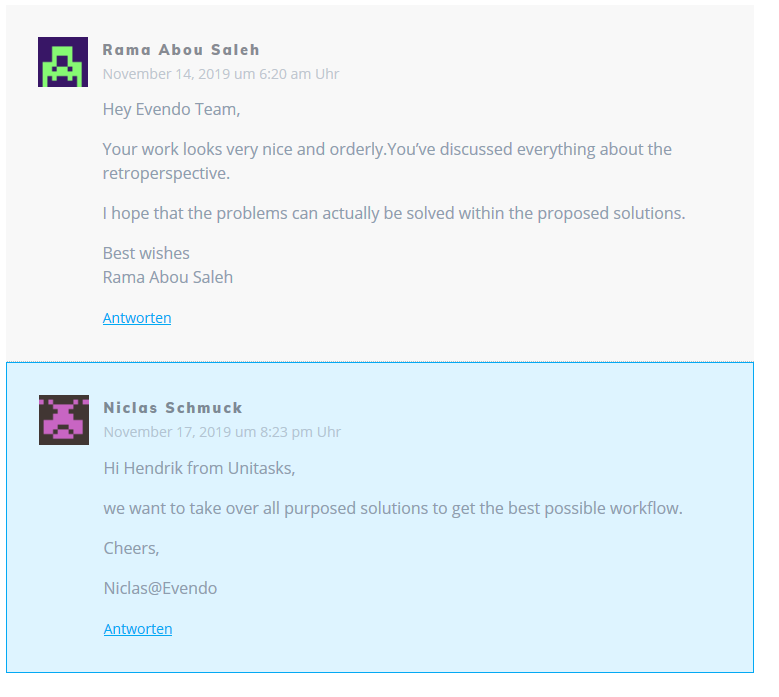 Rama Abou Saleh
November 14, 2019 um 6:20 am Uhr
Hey Evendo Team,
Your work looks very nice and orderly.You’ve discussed everything about the
retroperspective.
I hope that the problems can actually be solved within the proposed solutions.
Best wishes
Rama Abou Saleh
Antworten
Niclas Schmuck
November 17, 2019 um 8:23 pm Uhr
Hi Hendrik from Unitasks,
we want to take over all purposed solutions to get the best possible workflow.
Cheers,
Niclas@Evendo
Antworten